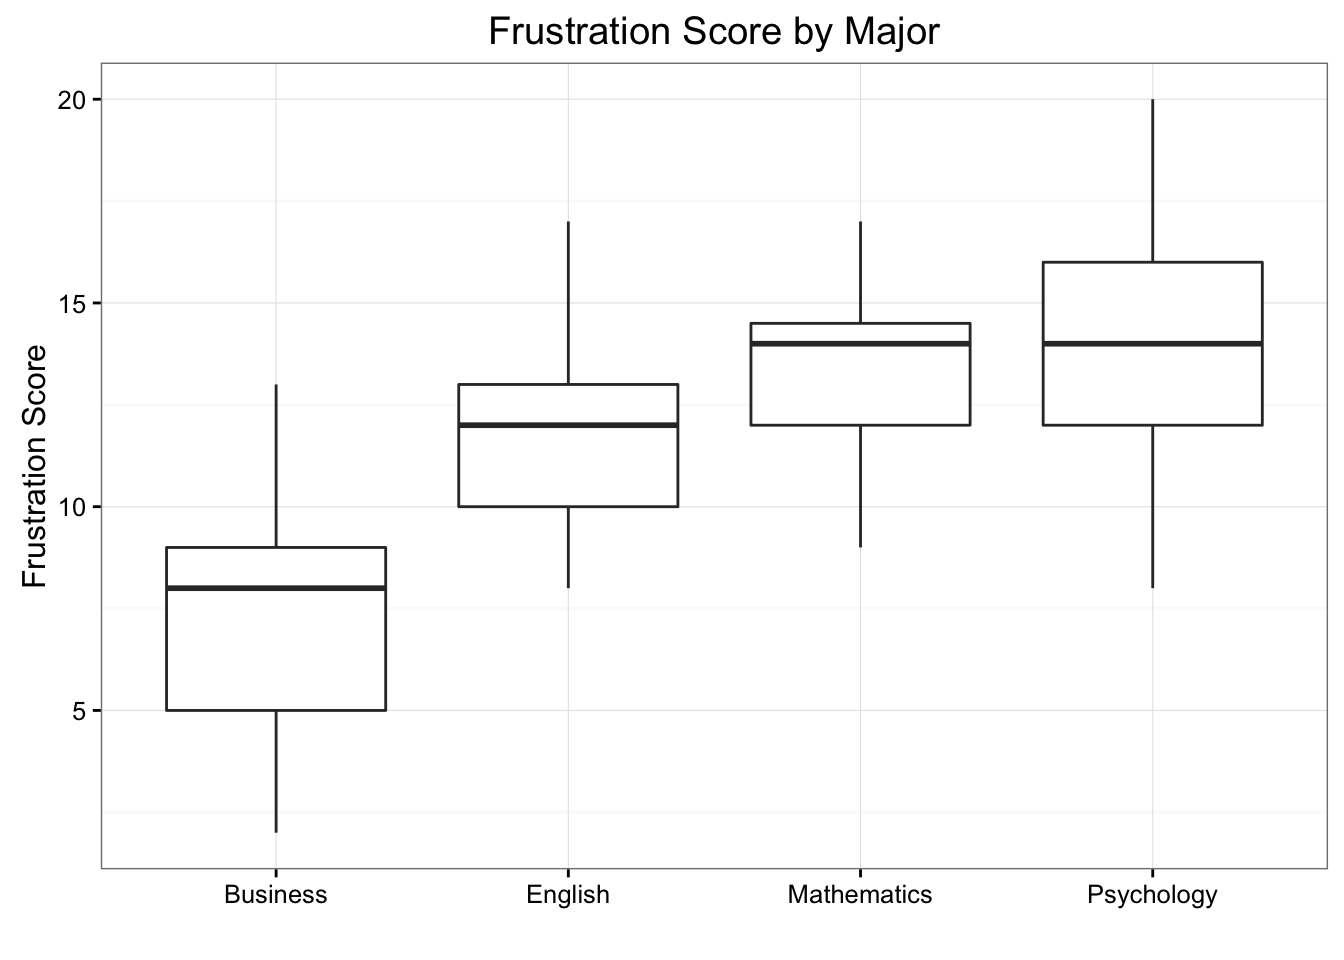 Frustration Score by Major
Frustration Score
20
15
10
5
Business
English
Mathematics
Psychology